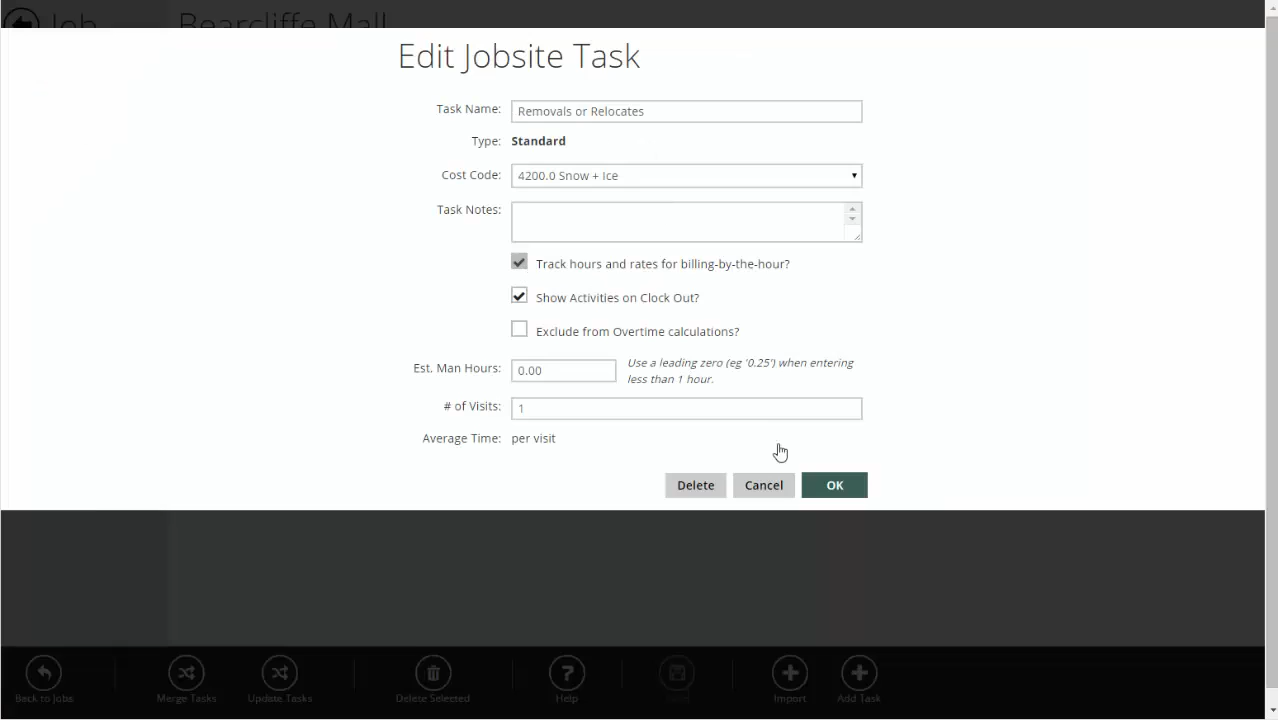 Job
Bearcliffe Mall
Edit Jobsite Task
Task Name: Removals or Relocates
Type: Standard
Cost Code: 4200.0 Snow + Ice
Task Notes:
Track hours and rates for billing-by-the-hour?
Show Activities on Clock Out?
Exclude from Overtime calculations?
Est. Man Hours: 0.00 Use a leading zero (eg '0.25') when entering
less than 1 hour.
# of Visits: 1
Average Time: per visit
Delete Cancel OK
Back to Jobs Merge Tasks Update Tasks Delete Selected Help Import Add Task